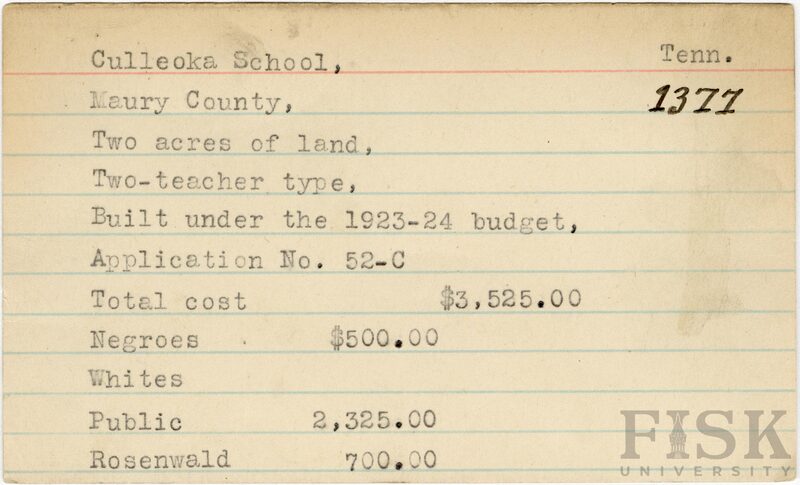 Culleoka School, Tenn.
Maury County, 1377
Two acres of land,
Two-teacher type,
Built under the 1923-24 budget,
Application No. 52-C
Total cost $3,525.00
Negroes $500.00
Whites
Public 2,325.00
Rosenwald 700.00
FISK
UNIVERSITY